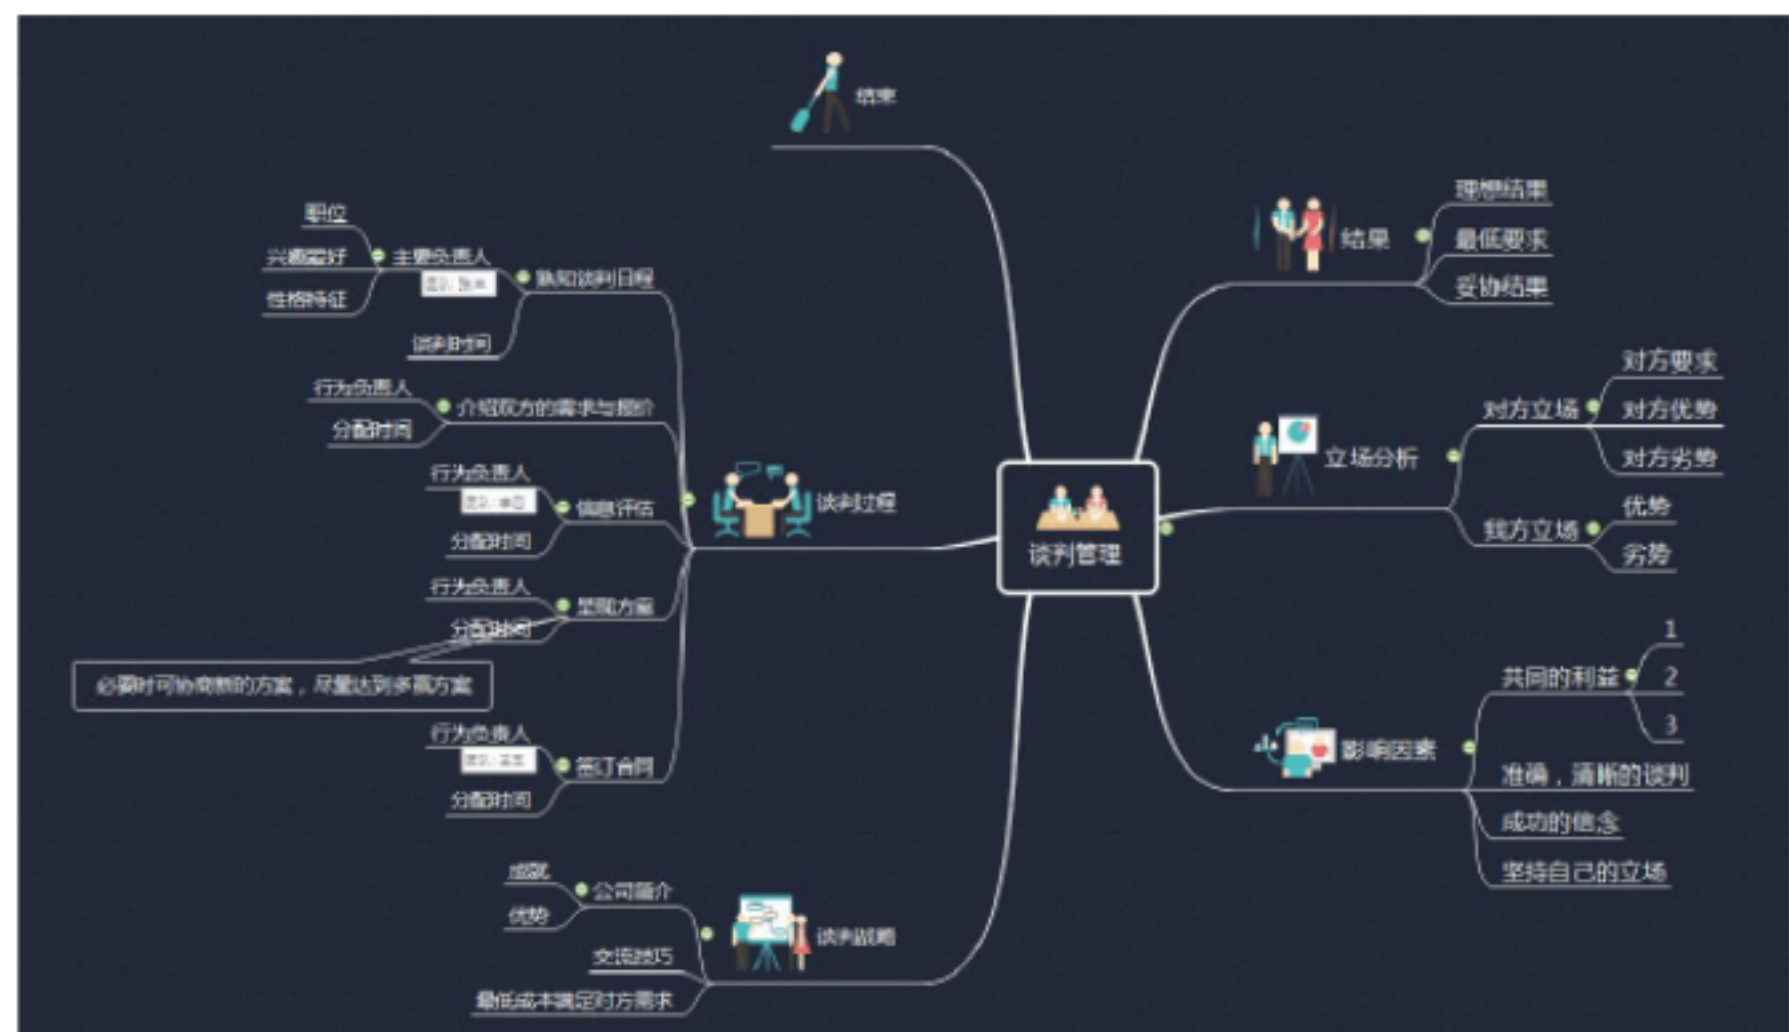 结束
结果
理想结果
最低要求
妥协结果
立场分析
对方立场
对方要求
对方优势
对方劣势
我方立场
优势
劣势
谈判管理
影响因素
共同的利益
1
2
3
准确，清晰的谈判
成功的信念
坚持自己的立场
谈判战略
公司简介
成就
优势
交流技巧
最低成本满足对方需求
谈判过程
熟知谈判日程
主要负责人
职位
兴趣爱好
性格特征
谈判时间
介绍双方的需求与报价
行为负责人
分配时间
信息评估
行为负责人
分配时间
呈现方案
行为负责人
分配时间
必要时可协商新的方案，尽量达到多赢方案
签订合同
行为负责人
分配时间